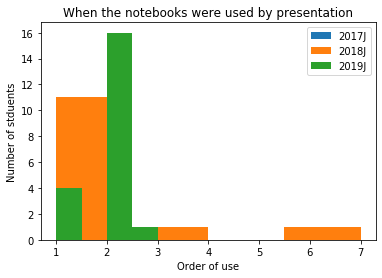 When the notebooks were used by presentation
2017J
2018J
2019J
16
14
12
10
8
6
4
2
0
Number of stduents
1 2 3 4 5 6 7
Order of use